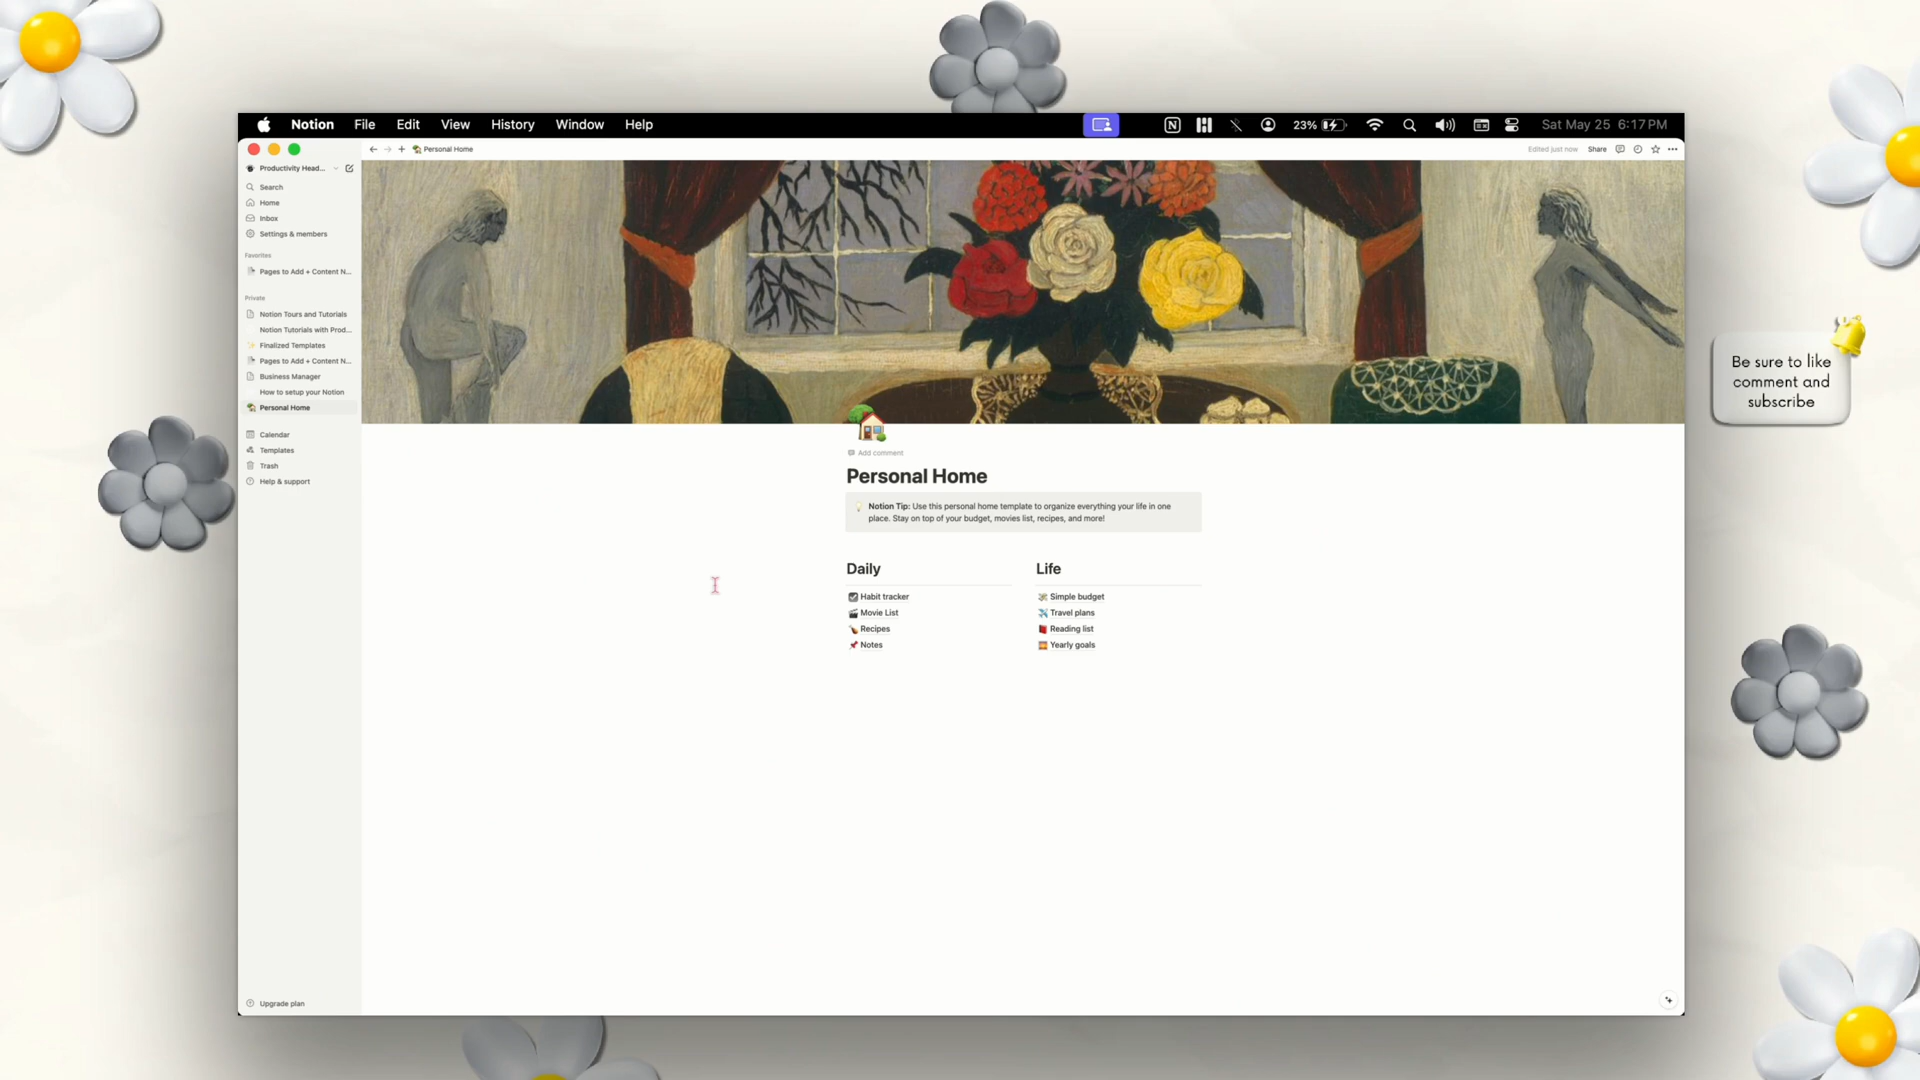 Notion File Edit View History Window Help
23%
Sat May 25 6:17 PM
Personal Home
Edited just now Share
Productivity Head...
Search
Home
Inbox
Settings & members
Favorites
Pages to Add + Content N...
Private
Notion Tours and Tutorials
Notion Tutorials with Prod...
Finalized Templates
Pages to Add + Content N...
Business Manager
How to setup your Notion
Personal Home
Calendar
Templates
Trash
Help & support
Upgrade plan
Add comment
Personal Home
Notion Tip: Use this personal home template to organize everything your life in one
place. Stay on top of your budget, movies list, recipes, and more!
Daily
Habit tracker
Movie List
Recipes
Notes
Life
Simple budget
Travel plans
Reading list
Yearly goals
Be sure to like
comment and
subscribe